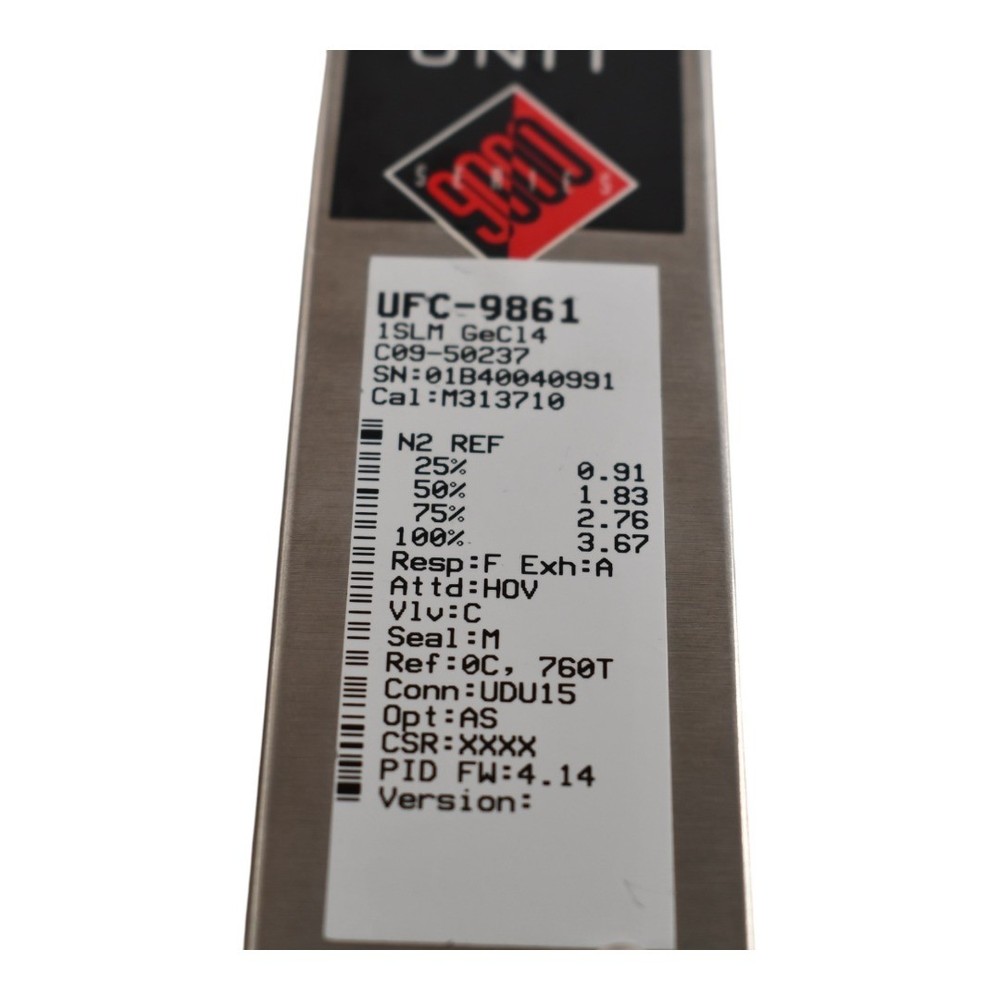 UNIT
9000
SERIES
UFC-9861
1SLM GeCl4
C09-50237
SN:01B40040991
Cal:M313710
N2 REF
25% 0.91
50% 1.83
75% 2.76
100% 3.67
Resp:F Exh:A
Attd:HOV
Vlv:C
Seal:M
Ref:0C, 760T
Conn:UDU15
Opt:AS
CSR:XXXX
PID FW:4.14
Version: